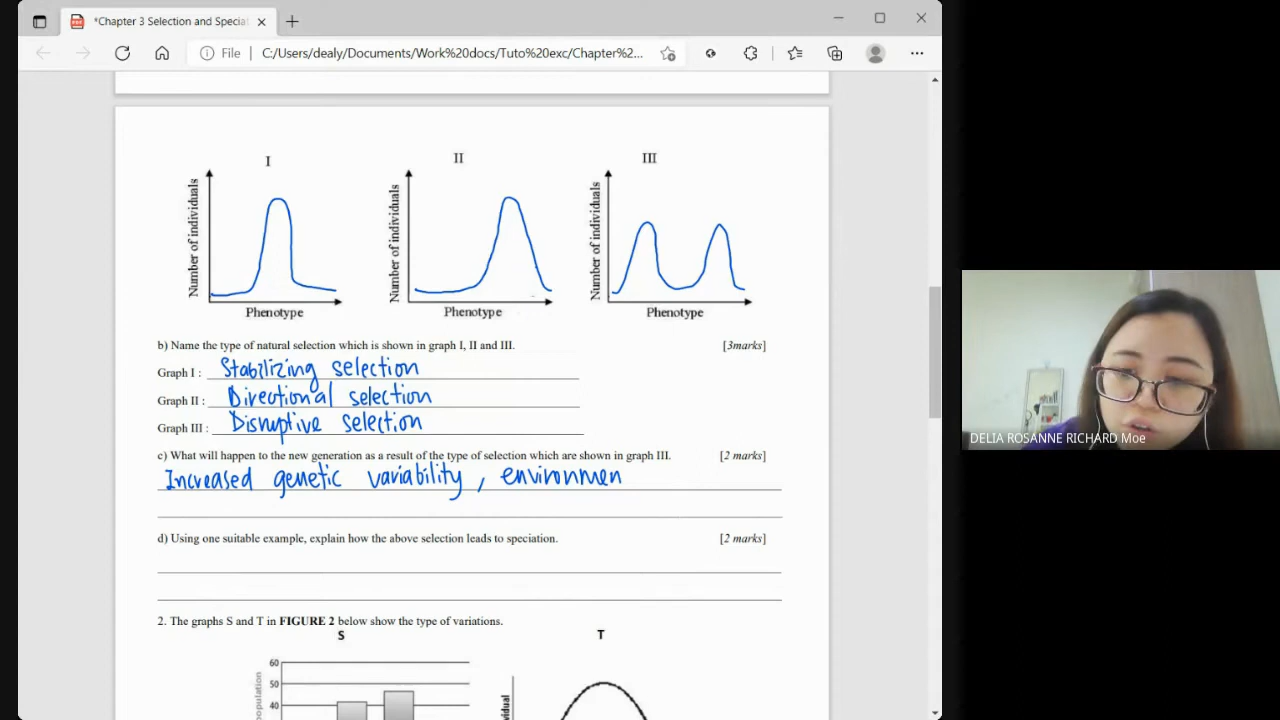 *Chapter 3 Selection and Specia
File
C:/Users/dealy/Documents/Work%20docs/Tuto%20exc/Chapter%2...
I
II
III
Number of individuals
Number of individuals
Number of individuals
Phenotype
Phenotype
Phenotype
b) Name the type of natural selection which is shown in graph I, II and III. [3marks]
Graph I : Stabilizing selection
Graph II : Directional selection
Graph III : Disruptive selection
c) What will happen to the new generation as a result of the type of selection which are shown in graph III. [2 marks]
Increased genetic variability, environmen
d) Using one suitable example, explain how the above selection leads to speciation. [2 marks]
2. The graphs S and T in FIGURE 2 below show the type of variations.
S
T
60
50
40
population
vidual
DELIA ROSANNE RICHARD Moe